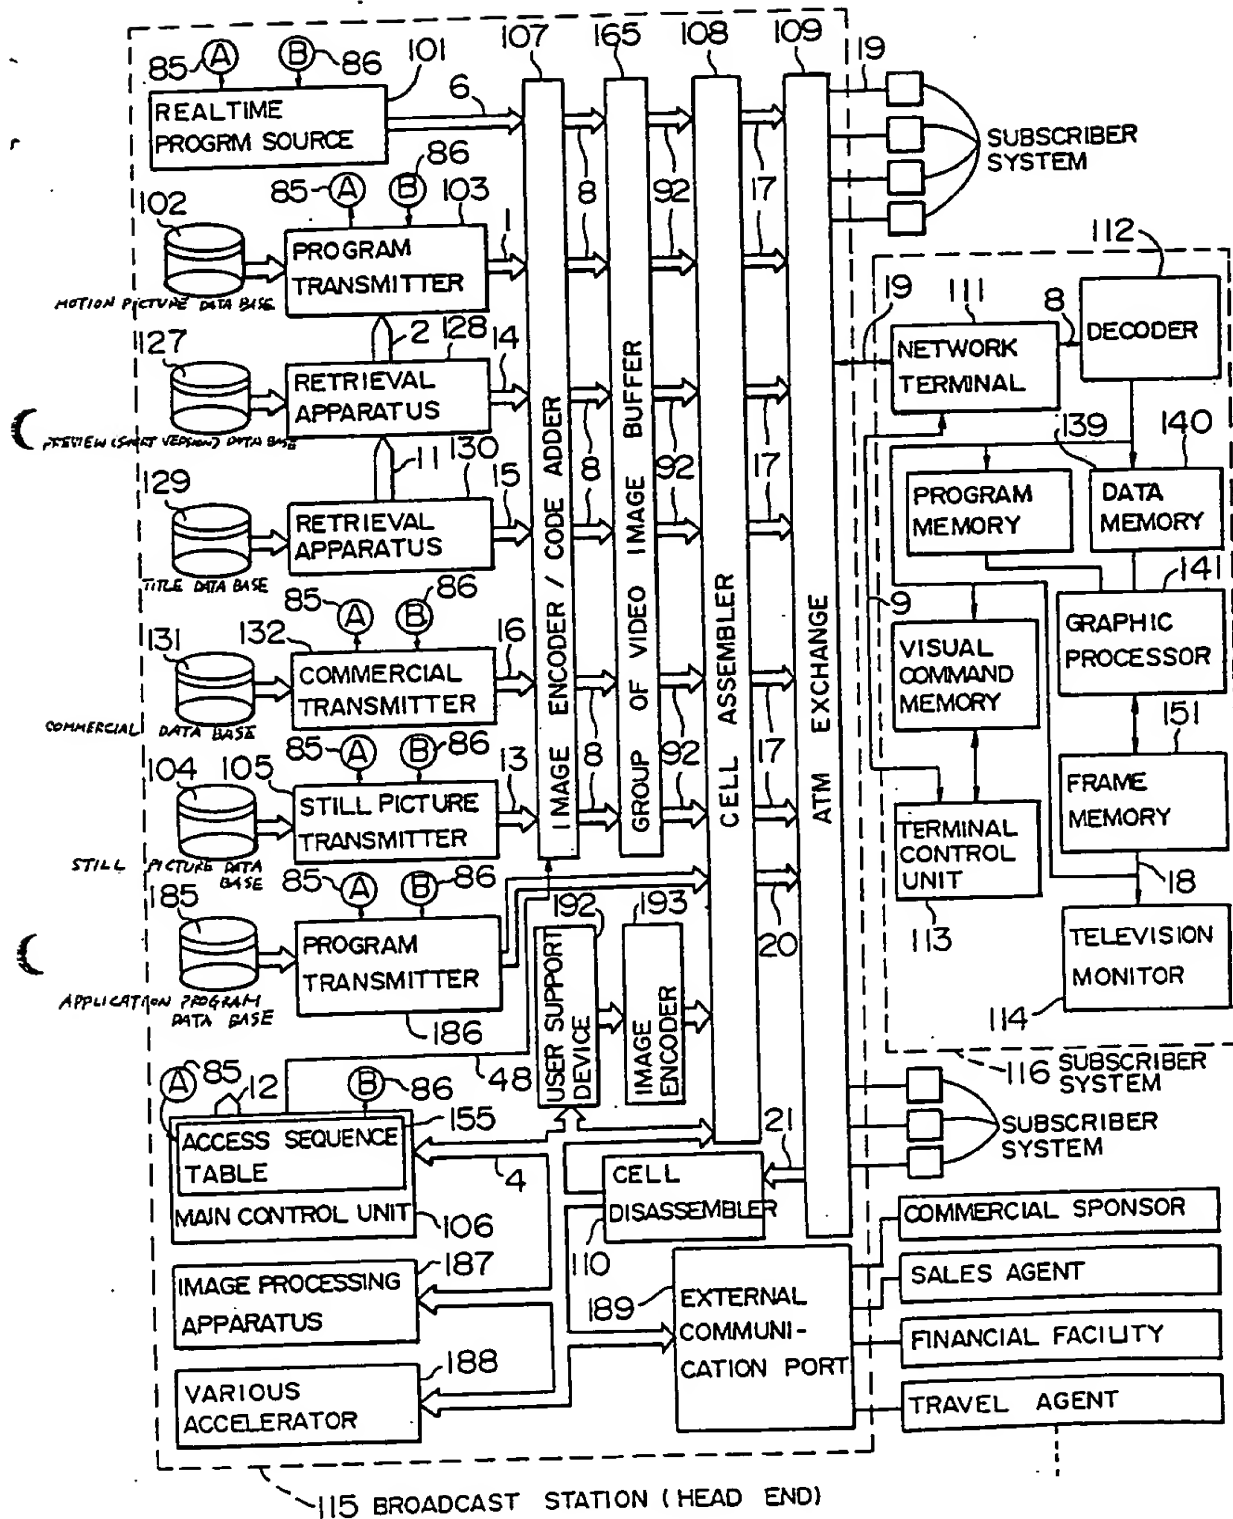 107
165
108
109
85
A
B
86
101
6
19
REALTIME
PROGRM SOURCE
SUBSCRIBER
SYSTEM
85
A
B
86
103
8
92
17
102
1
PROGRAM
TRANSMITTER
MOTION PICTURE DATA BASE
112
111
19
8
DECODER
NETWORK
TERMINAL
127
2
128
14
RETRIEVAL
APPARATUS
PREVIEW (SHORT VERSION) DATA BASE
139
140
PROGRAM
MEMORY
DATA
MEMORY
129
11
130
15
8
92
17
RETRIEVAL
APPARATUS
TITLE DATA BASE
85
A
B
86
141
9
GRAPHIC
PROCESSOR
VISUAL
COMMAND
MEMORY
131
132
16
COMMERCIAL
TRANSMITTER
COMMERCIAL DATA BASE
IMAGE ENCODER / CODE ADDER
GROUP OF VIDEO IMAGE BUFFER
CELL ASSEMBLER
ATM EXCHANGE
85
A
B
86
151
104
105
13
8
92
17
STILL PICTURE
TRANSMITTER
STILL PICTURE DATA
BASE
FRAME
MEMORY
TERMINAL
CONTROL
UNIT
18
113
85
A
B
86
185
192
193
20
PROGRAM
TRANSMITTER
APPLICATION PROGRAM
DATA BASE
186
TELEVISION
MONITOR
114
USER SUPPORT
DEVICE
IMAGE
ENCODER
116 SUBSCRIBER
SYSTEM
A
85
12
B
86
48
155
ACCESS SEQUENCE
TABLE
4
21
SUBSCRIBER
SYSTEM
MAIN CONTROL UNIT
106
CELL
DISASSEMBLER
110
COMMERCIAL SPONSOR
187
IMAGE PROCESSING
APPARATUS
189
EXTERNAL
COMMUNI-
CATION PORT
SALES AGENT
FINANCIAL FACILITY
188
VARIOUS
ACCELERATOR
TRAVEL AGENT
115 BROADCAST STATION (HEAD END)